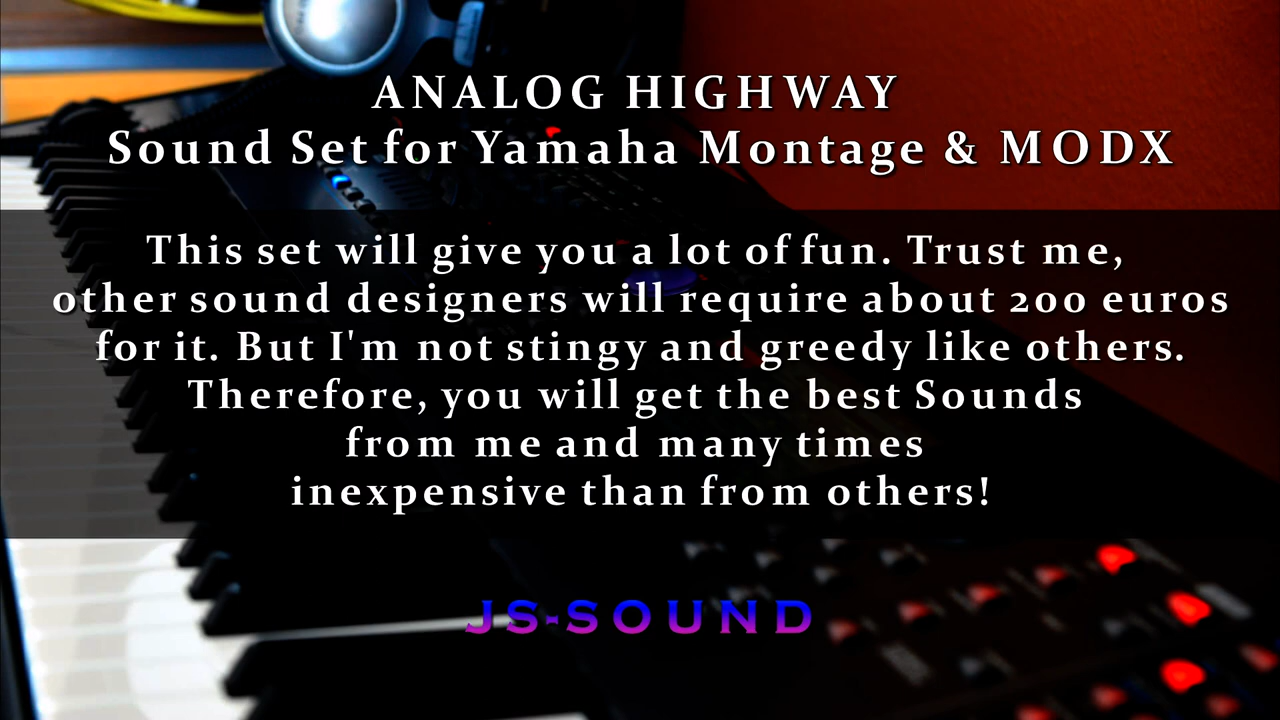 ANALOG HIGHWAY
Sound Set for Yamaha Montage & MODX
This set will give you a lot of fun. Trust me,
other sound designers will require about 200 euros
for it. But I'm not stingy and greedy like others.
Therefore, you will get the best Sounds
from me and many times
inexpensive than from others!
JS-SOUND